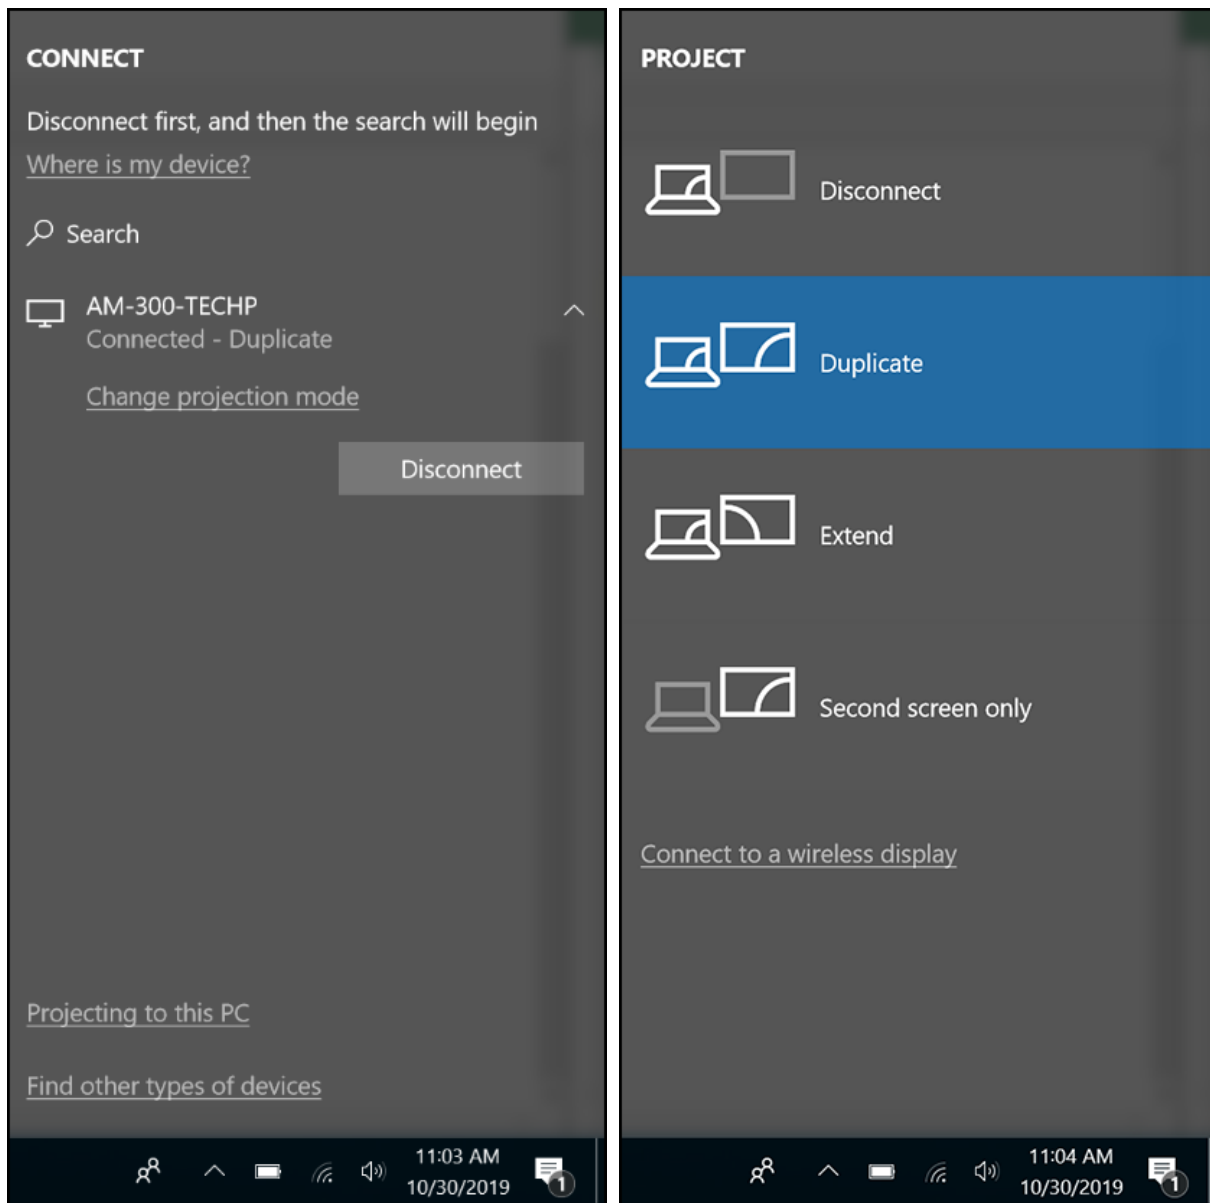 CONNECT
Disconnect first, and then the search will begin
Where is my device?
Search
AM-300-TECHP
Connected - Duplicate
Change projection mode
Disconnect
Projecting to this PC
Find other types of devices
11:03 AM
10/30/2019
1
PROJECT
Disconnect
Duplicate
Extend
Second screen only
Connect to a wireless display
11:04 AM
10/30/2019
1